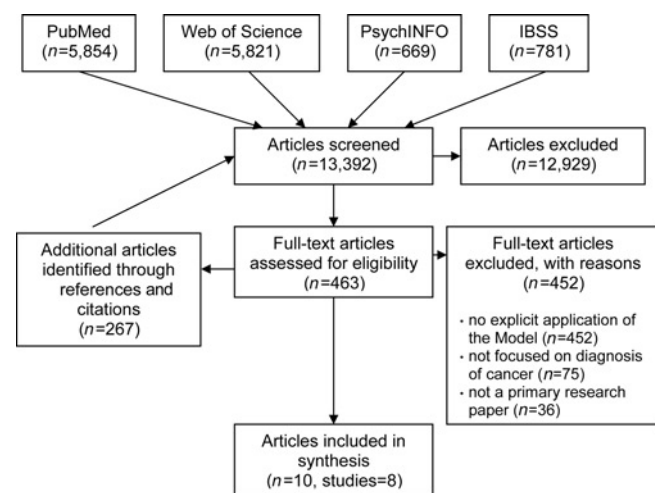 PubMed
(n=5,854)
Web of Science
(n=5,821)
PsychINFO
(n=669)
IBSS
(n=781)
Articles screened
(n=13,392)
Articles excluded
(n=12,929)
Additional articles
identified through
references and
citations
(n=267)
Full-text articles
assessed for eligibility
(n=463)
Full-text articles
excluded, with reasons
(n=452)
· no explicit application of
the Model (n=452)
· not focused on diagnosis
of cancer (n=75)
· not a primary research
paper (n=36)
Articles included in
synthesis
(n=10, studies=8)